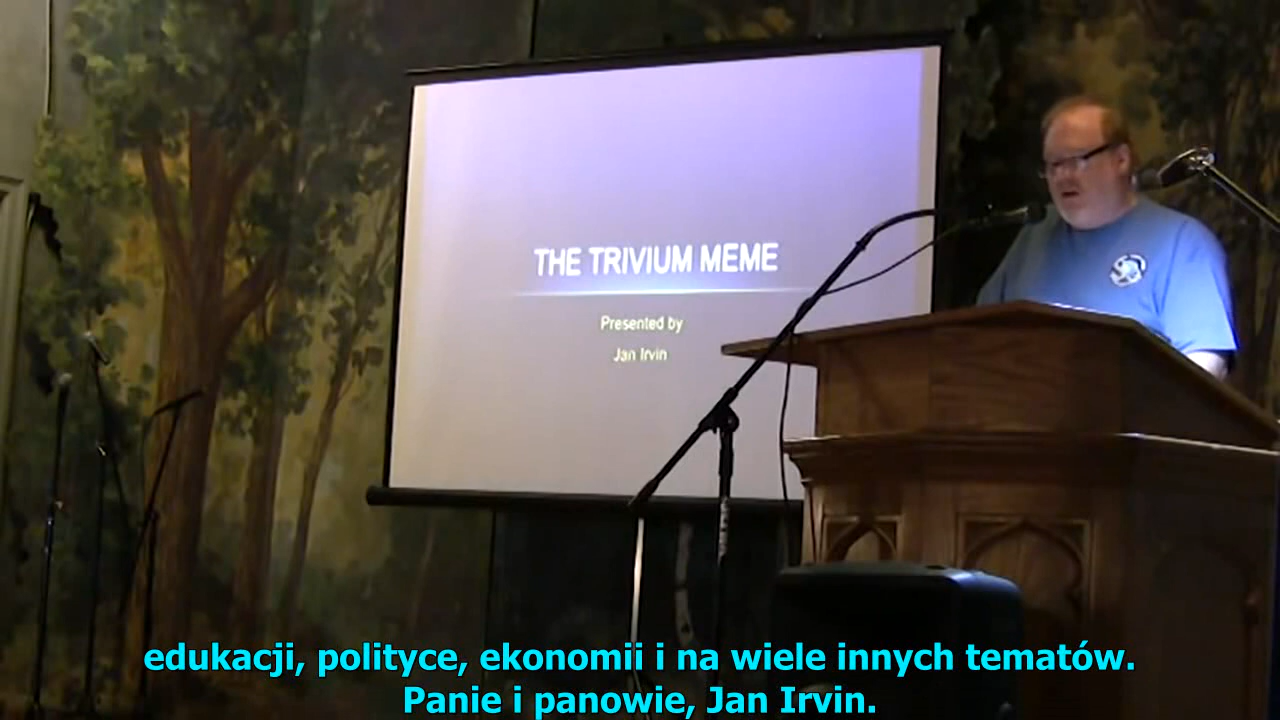 THE TRIVIUM MEME
Presented by
Jan Irvin
edukacji, polityce, ekonomii i na wiele innych tematów.
Panie i panowie, Jan Irvin.